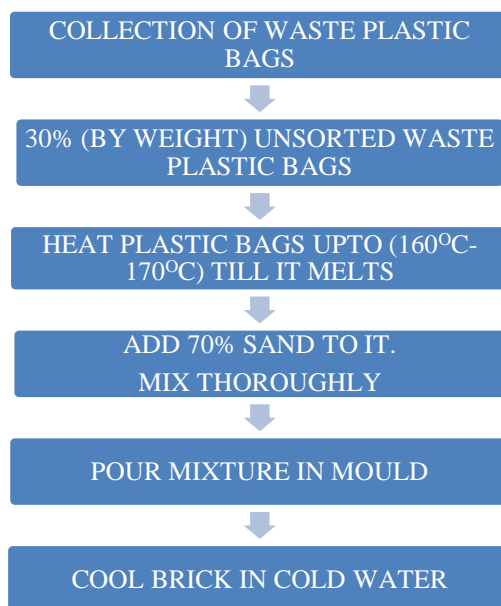 COLLECTION OF WASTE PLASTIC
BAGS
30% (BY WEIGHT) UNSORTED WASTE
PLASTIC BAGS
HEAT PLASTIC BAGS UPTO (160ᴼC-
170ᴼC) TILL IT MELTS
ADD 70% SAND TO IT.
MIX THOROUGHLY
POUR MIXTURE IN MOULD
COOL BRICK IN COLD WATER